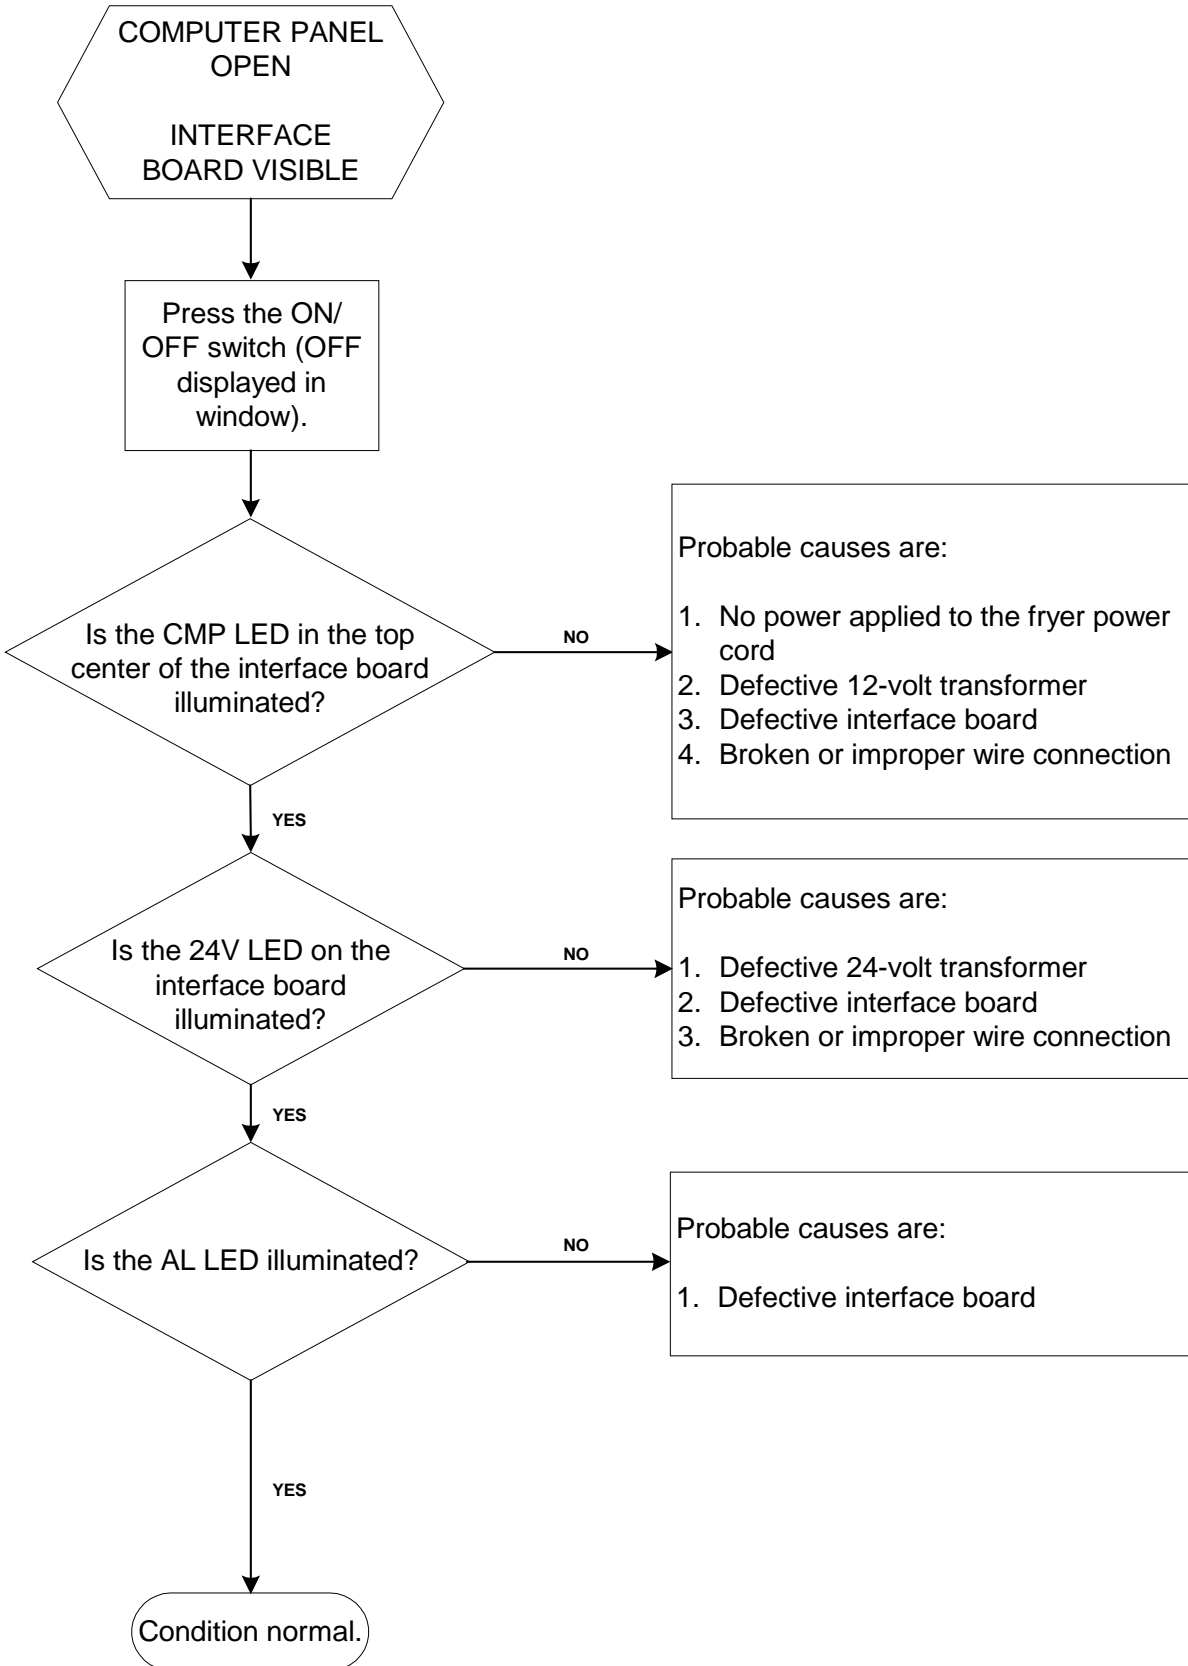 COMPUTER PANEL
OPEN
INTERFACE
BOARD VISIBLE
Press the ON/
OFF switch (OFF
displayed in
window).
Is the CMP LED in the top
center of the interface board
illuminated?
NO
Probable causes are:
1. No power applied to the fryer power
cord
2. Defective 12-volt transformer
3. Defective interface board
4. Broken or improper wire connection
YES
Is the 24V LED on the
interface board
illuminated?
NO
Probable causes are:
1. Defective 24-volt transformer
2. Defective interface board
3. Broken or improper wire connection
YES
Is the AL LED illuminated?
NO
Probable causes are:
1. Defective interface board
YES
Condition normal.